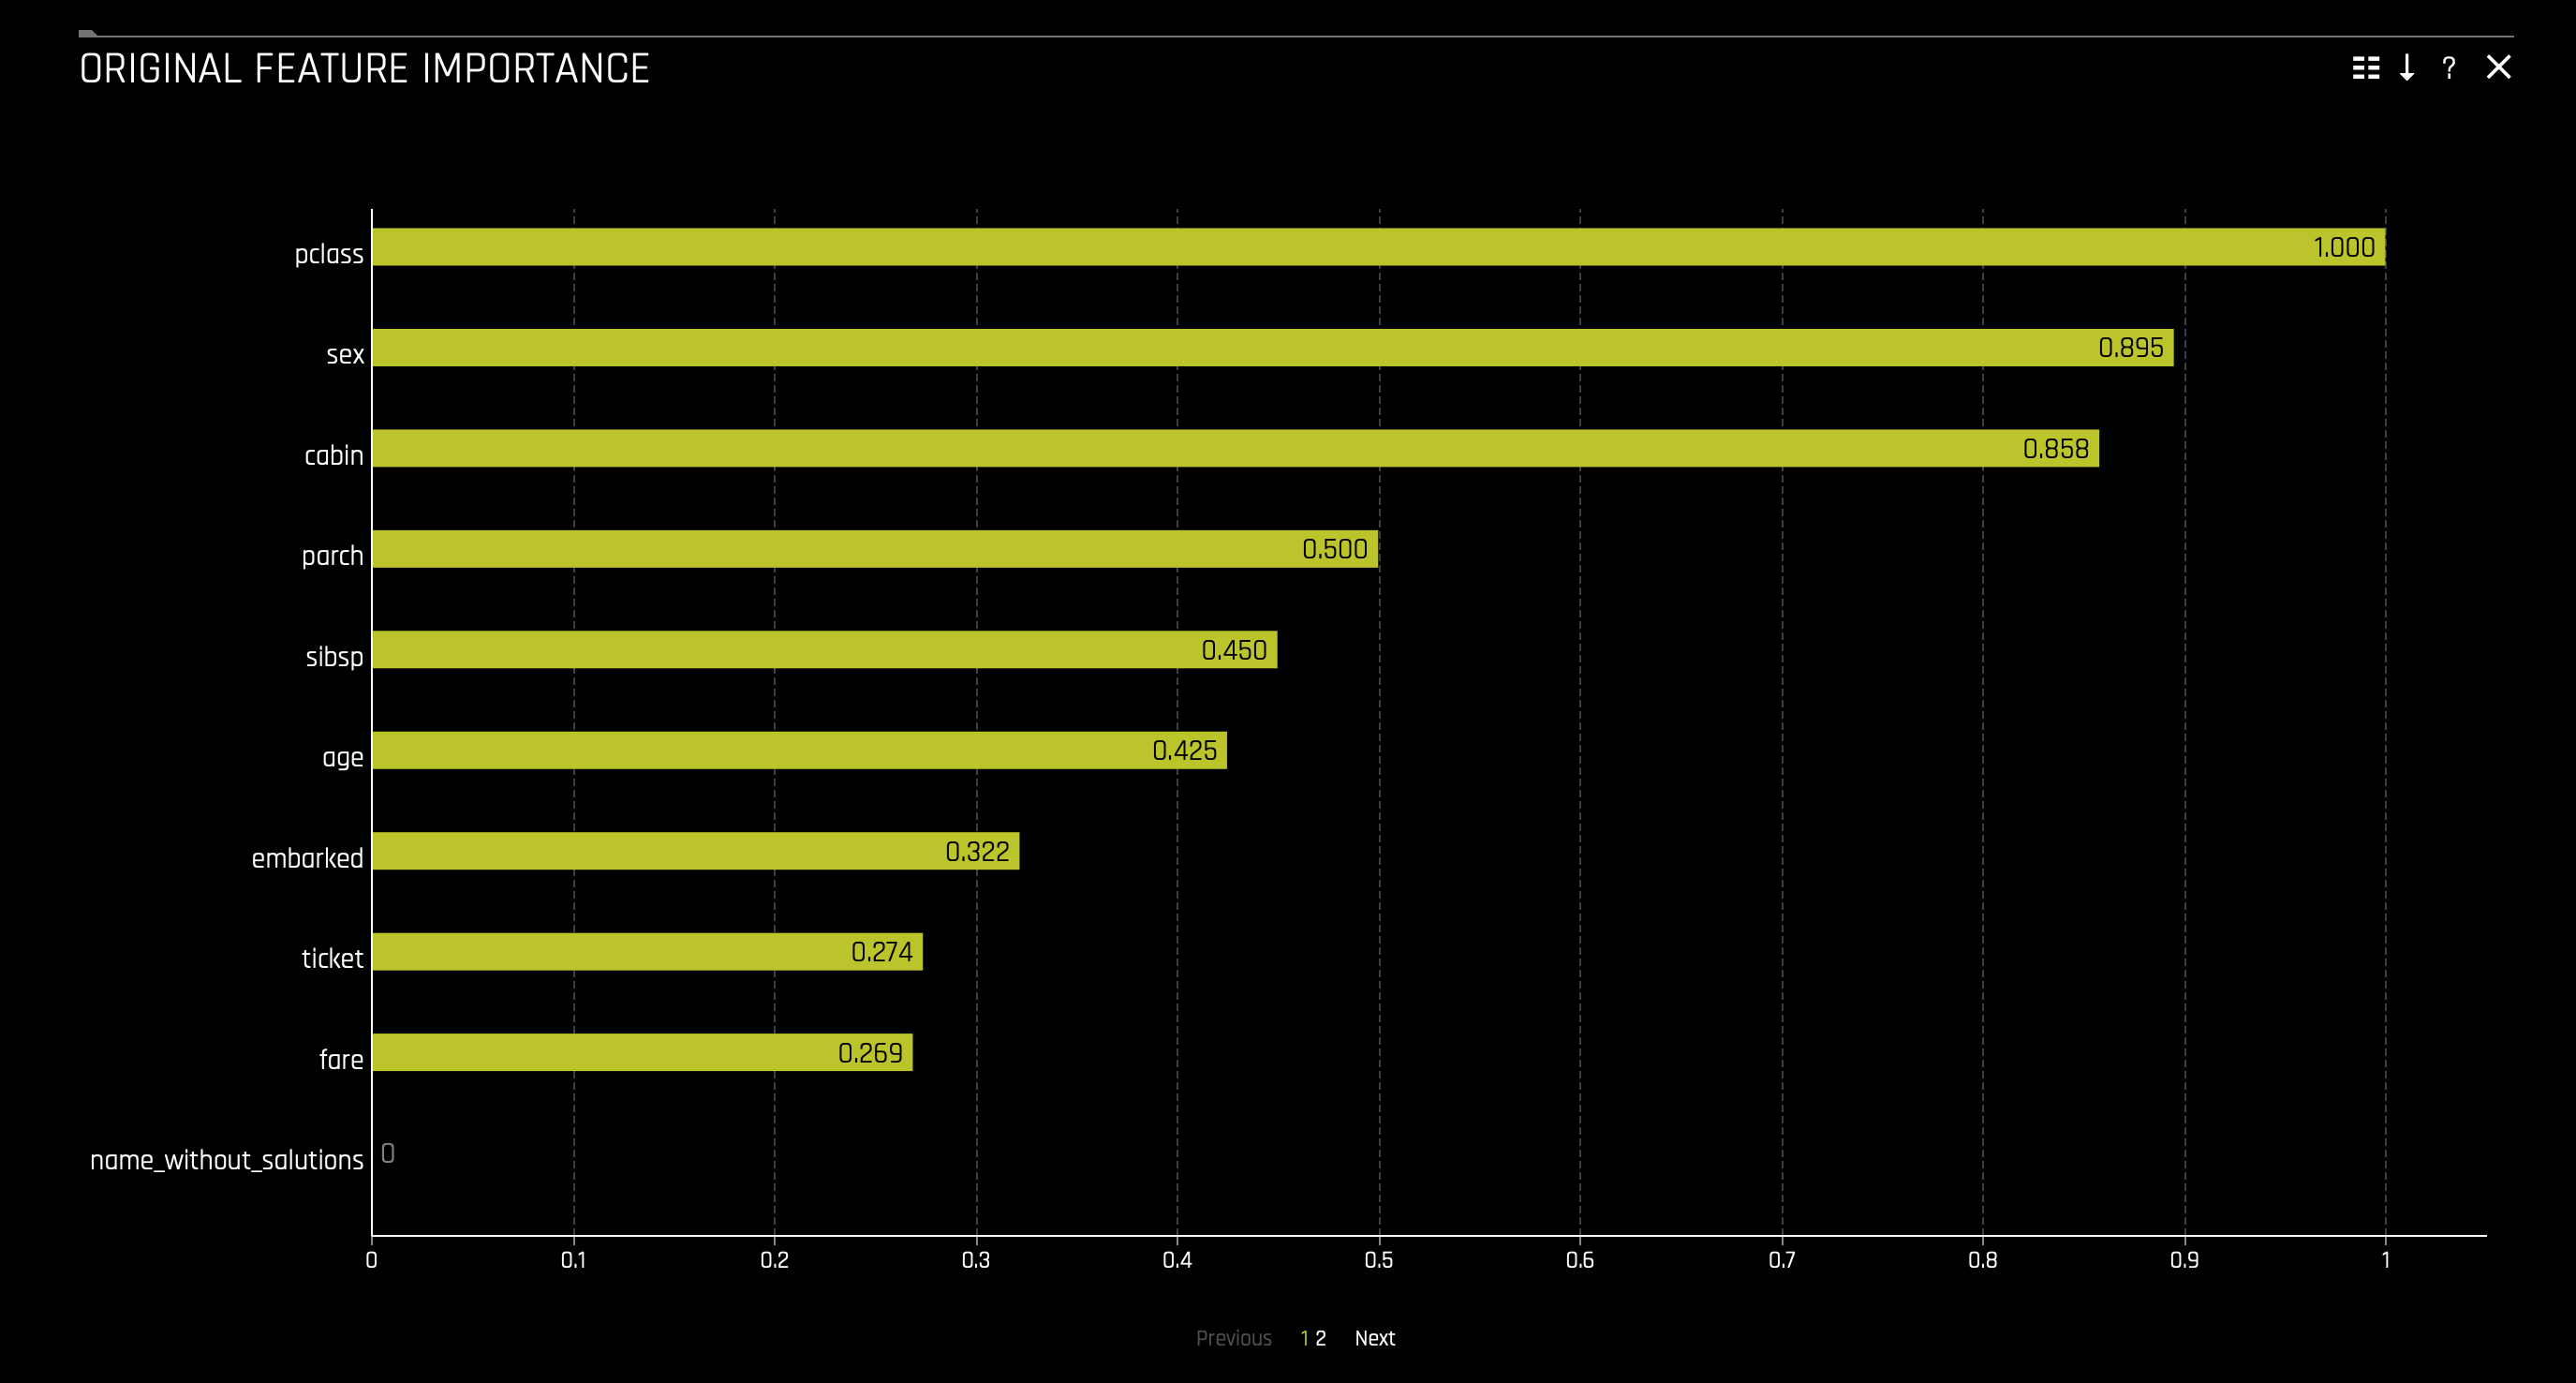 ORIGINAL FEATURE IMPORTANCE ?
pclass 1.000
sex 0.895
cabin 0.858
parch 0.500
sibsp 0.450
age 0.425
embarked 0.322
ticket 0.274
fare 0.269
name_without_salutions 0
0 0.1 0.2 0.3 0.4 0.5 0.6 0.7 0.8 0.9 1
Previous 1 2 Next